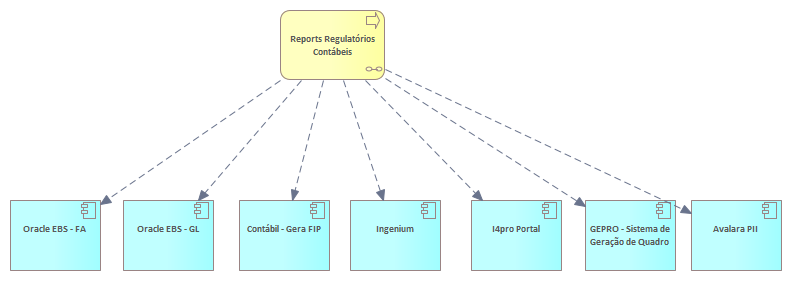 Reports Regulatórios
Contábeis
Oracle EBS - FA
Oracle EBS - GL
Contábil - Gera FIP
Ingenium
I4pro Portal
GEPRO - Sistema de
Geração de Quadro
Avalara PII